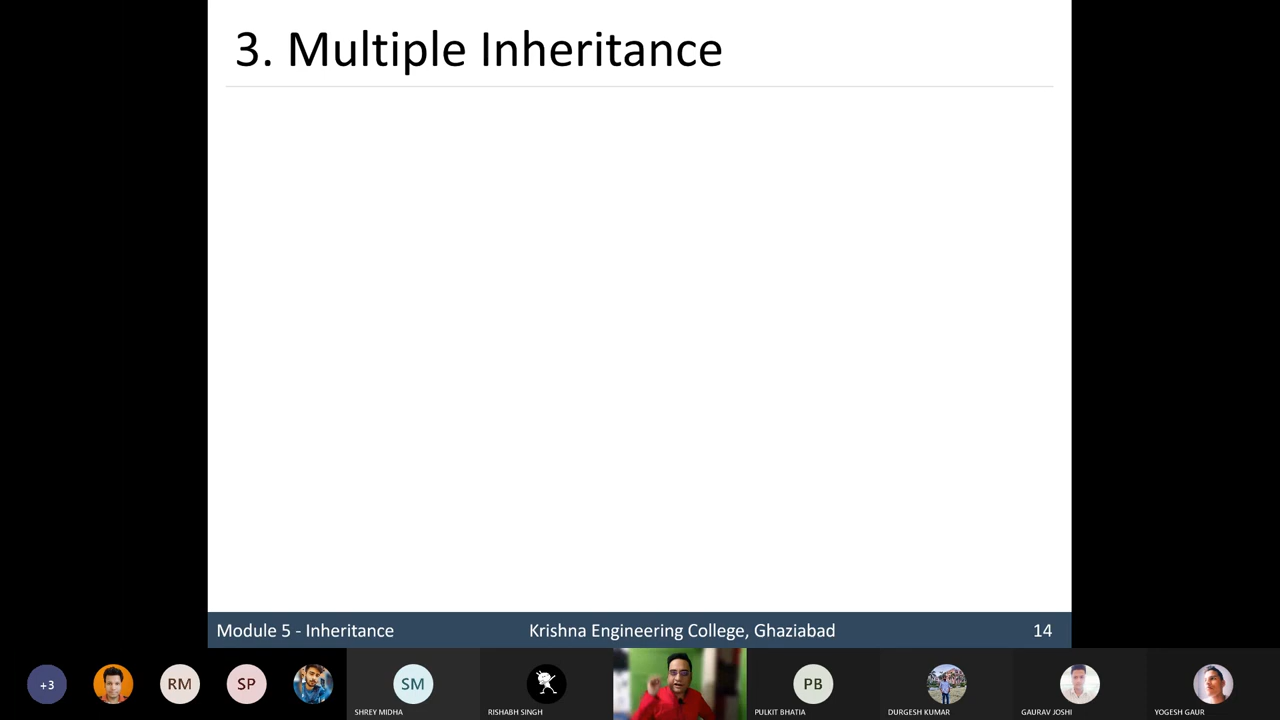 3. Multiple Inheritance
Module 5 - Inheritance
Krishna Engineering College, Ghaziabad
14
+3
RM
SP
SM
SHREY MIDHA
RISHABH SINGH
PB
PULKIT BHATIA
DURGESH KUMAR
GAURAV JOSHI
YOGESH GAUR